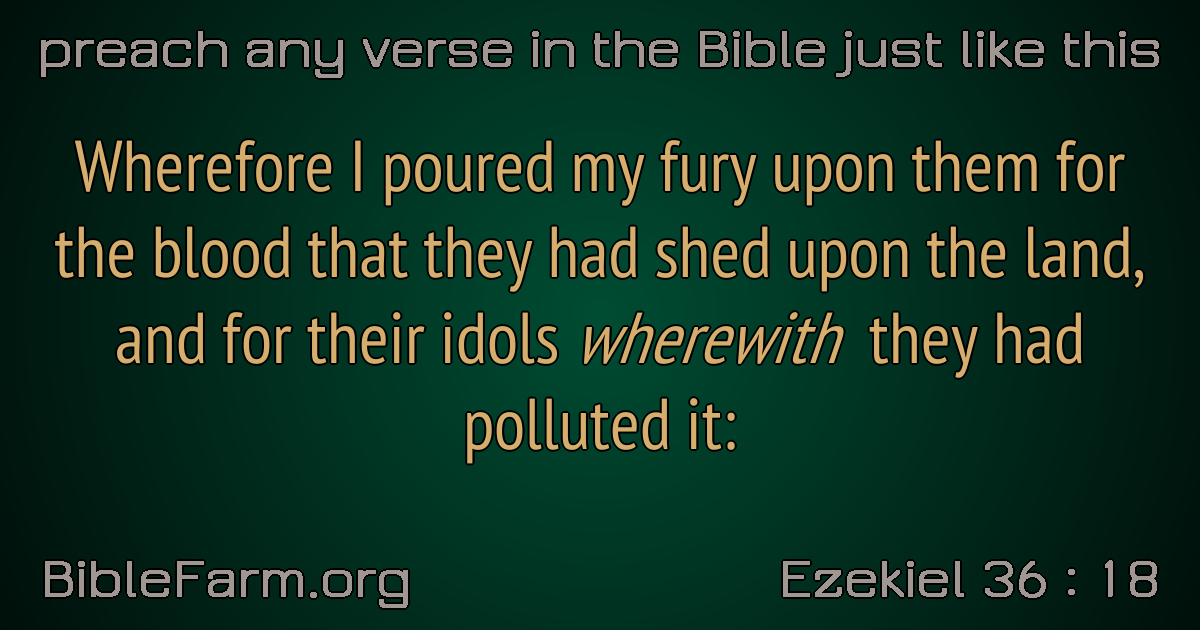 preach any verse in the Bible just like this
Wherefore I poured my fury upon them for
the blood that they had shed upon the land,
and for their idols wherewith they had
polluted it:
BibleFarm.org
Ezekiel 36 : 18